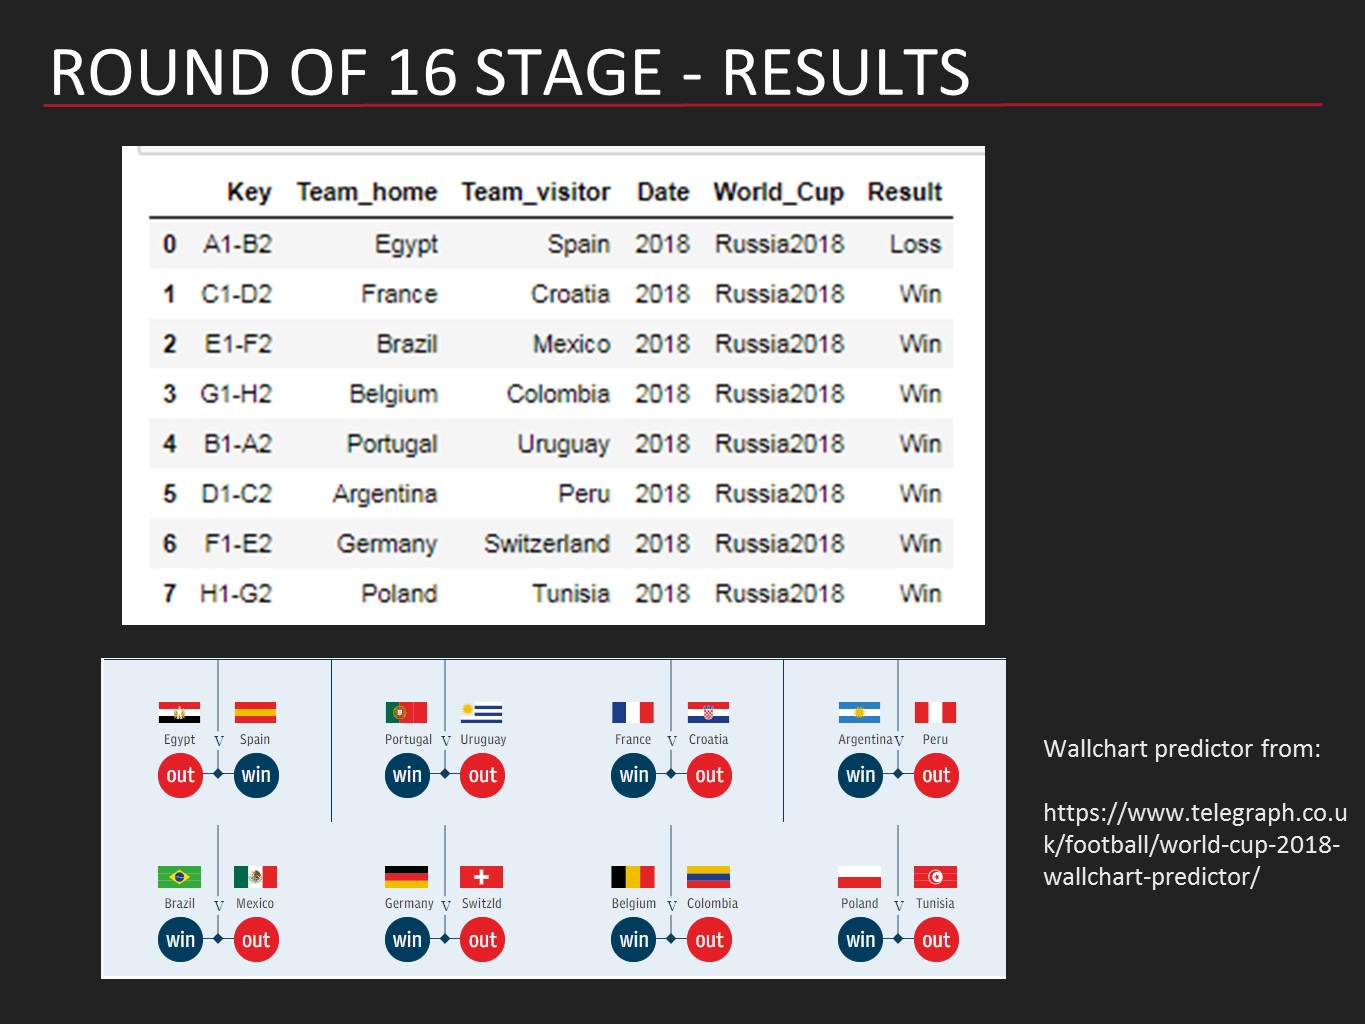 ROUND OF 16 STAGE - RESULTS
Key Team_home Team_visitor Date World_Cup Result
0 A1-B2 Egypt Spain 2018 Russia2018 Loss
1 C1-D2 France Croatia 2018 Russia2018 Win
2 E1-F2 Brazil Mexico 2018 Russia2018 Win
3 G1-H2 Belgium Colombia 2018 Russia2018 Win
4 B1-A2 Portugal Uruguay 2018 Russia2018 Win
5 D1-C2 Argentina Peru 2018 Russia2018 Win
6 F1-E2 Germany Switzerland 2018 Russia2018 Win
7 H1-G2 Poland Tunisia 2018 Russia2018 Win
Egypt V Spain Portugal V Uruguay France V Croatia Argentina V Peru
out win win out win out win out
Brazil V Mexico Germany V Switzld Belgium V Colombia Poland V Tunisia
win out win out win out win out
Wallchart predictor from:
https://www.telegraph.co.u
k/football/world-cup-2018-
wallchart-predictor/